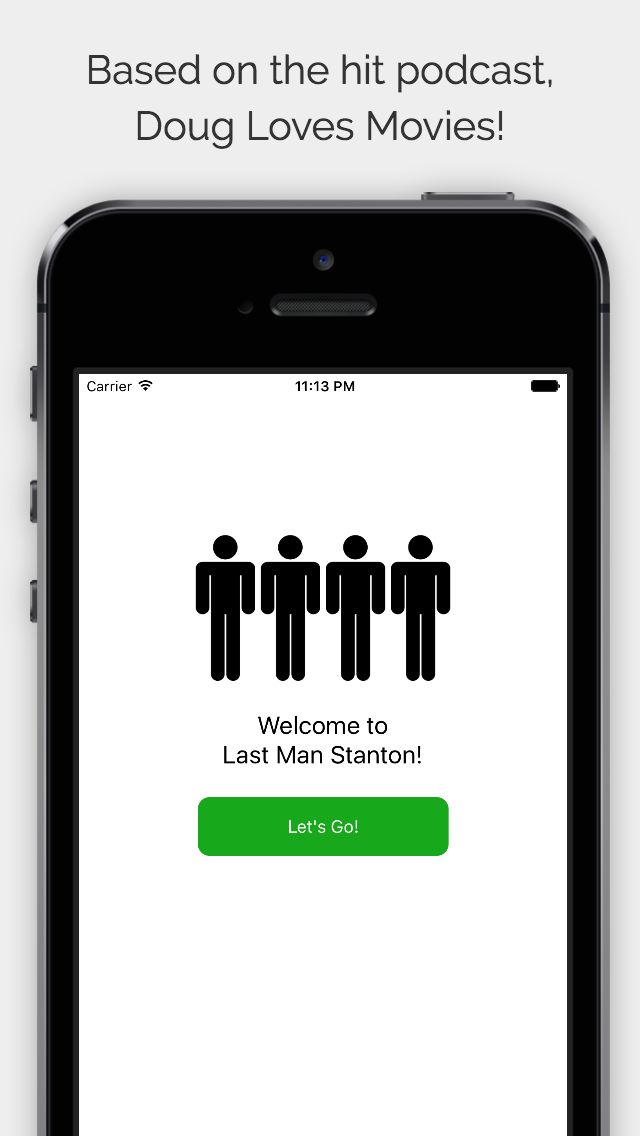 Based on the hit podcast,
Doug Loves Movies!
Carrier 11:13 PM
Welcome to
Last Man Stanton!
Let's Go!